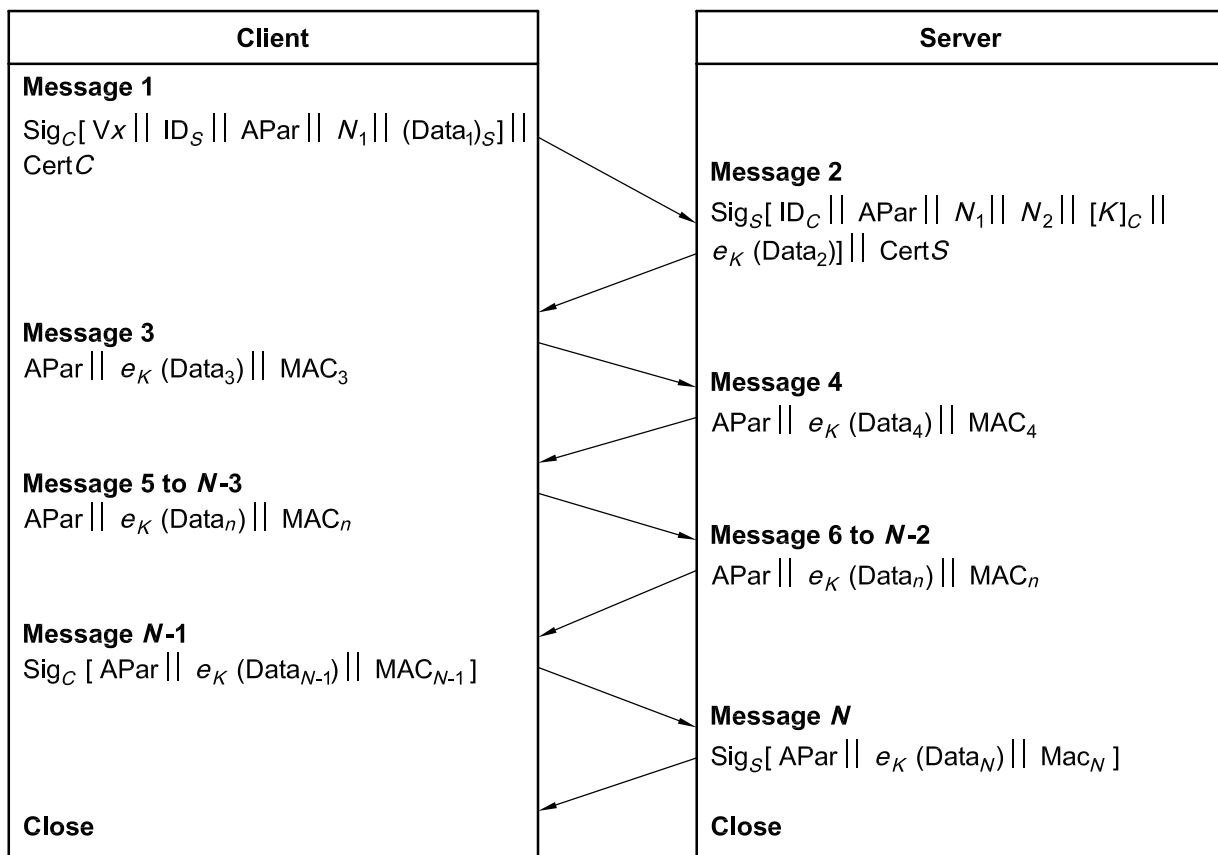 Client
Message 1
Sig_C[ Vx || ID_S || APar || N_1 || (Data_1)_S] ||
CertC
Message 3
APar || e_K (Data_3) || MAC_3
Message 5 to N-3
APar || e_K (Data_n) || MAC_n
Message N-1
Sig_C [ APar || e_K (Data_N-1) || MAC_N-1 ]
Close
Server
Message 2
Sig_S[ ID_C || APar || N_1 || N_2 || [K]_C ||
e_K (Data_2)] || CertS
Message 4
APar || e_K (Data_4) || MAC_4
Message 6 to N-2
APar || e_K (Data_n) || MAC_n
Message N
Sig_S[ APar || e_K (Data_N) || Mac_N ]
Close